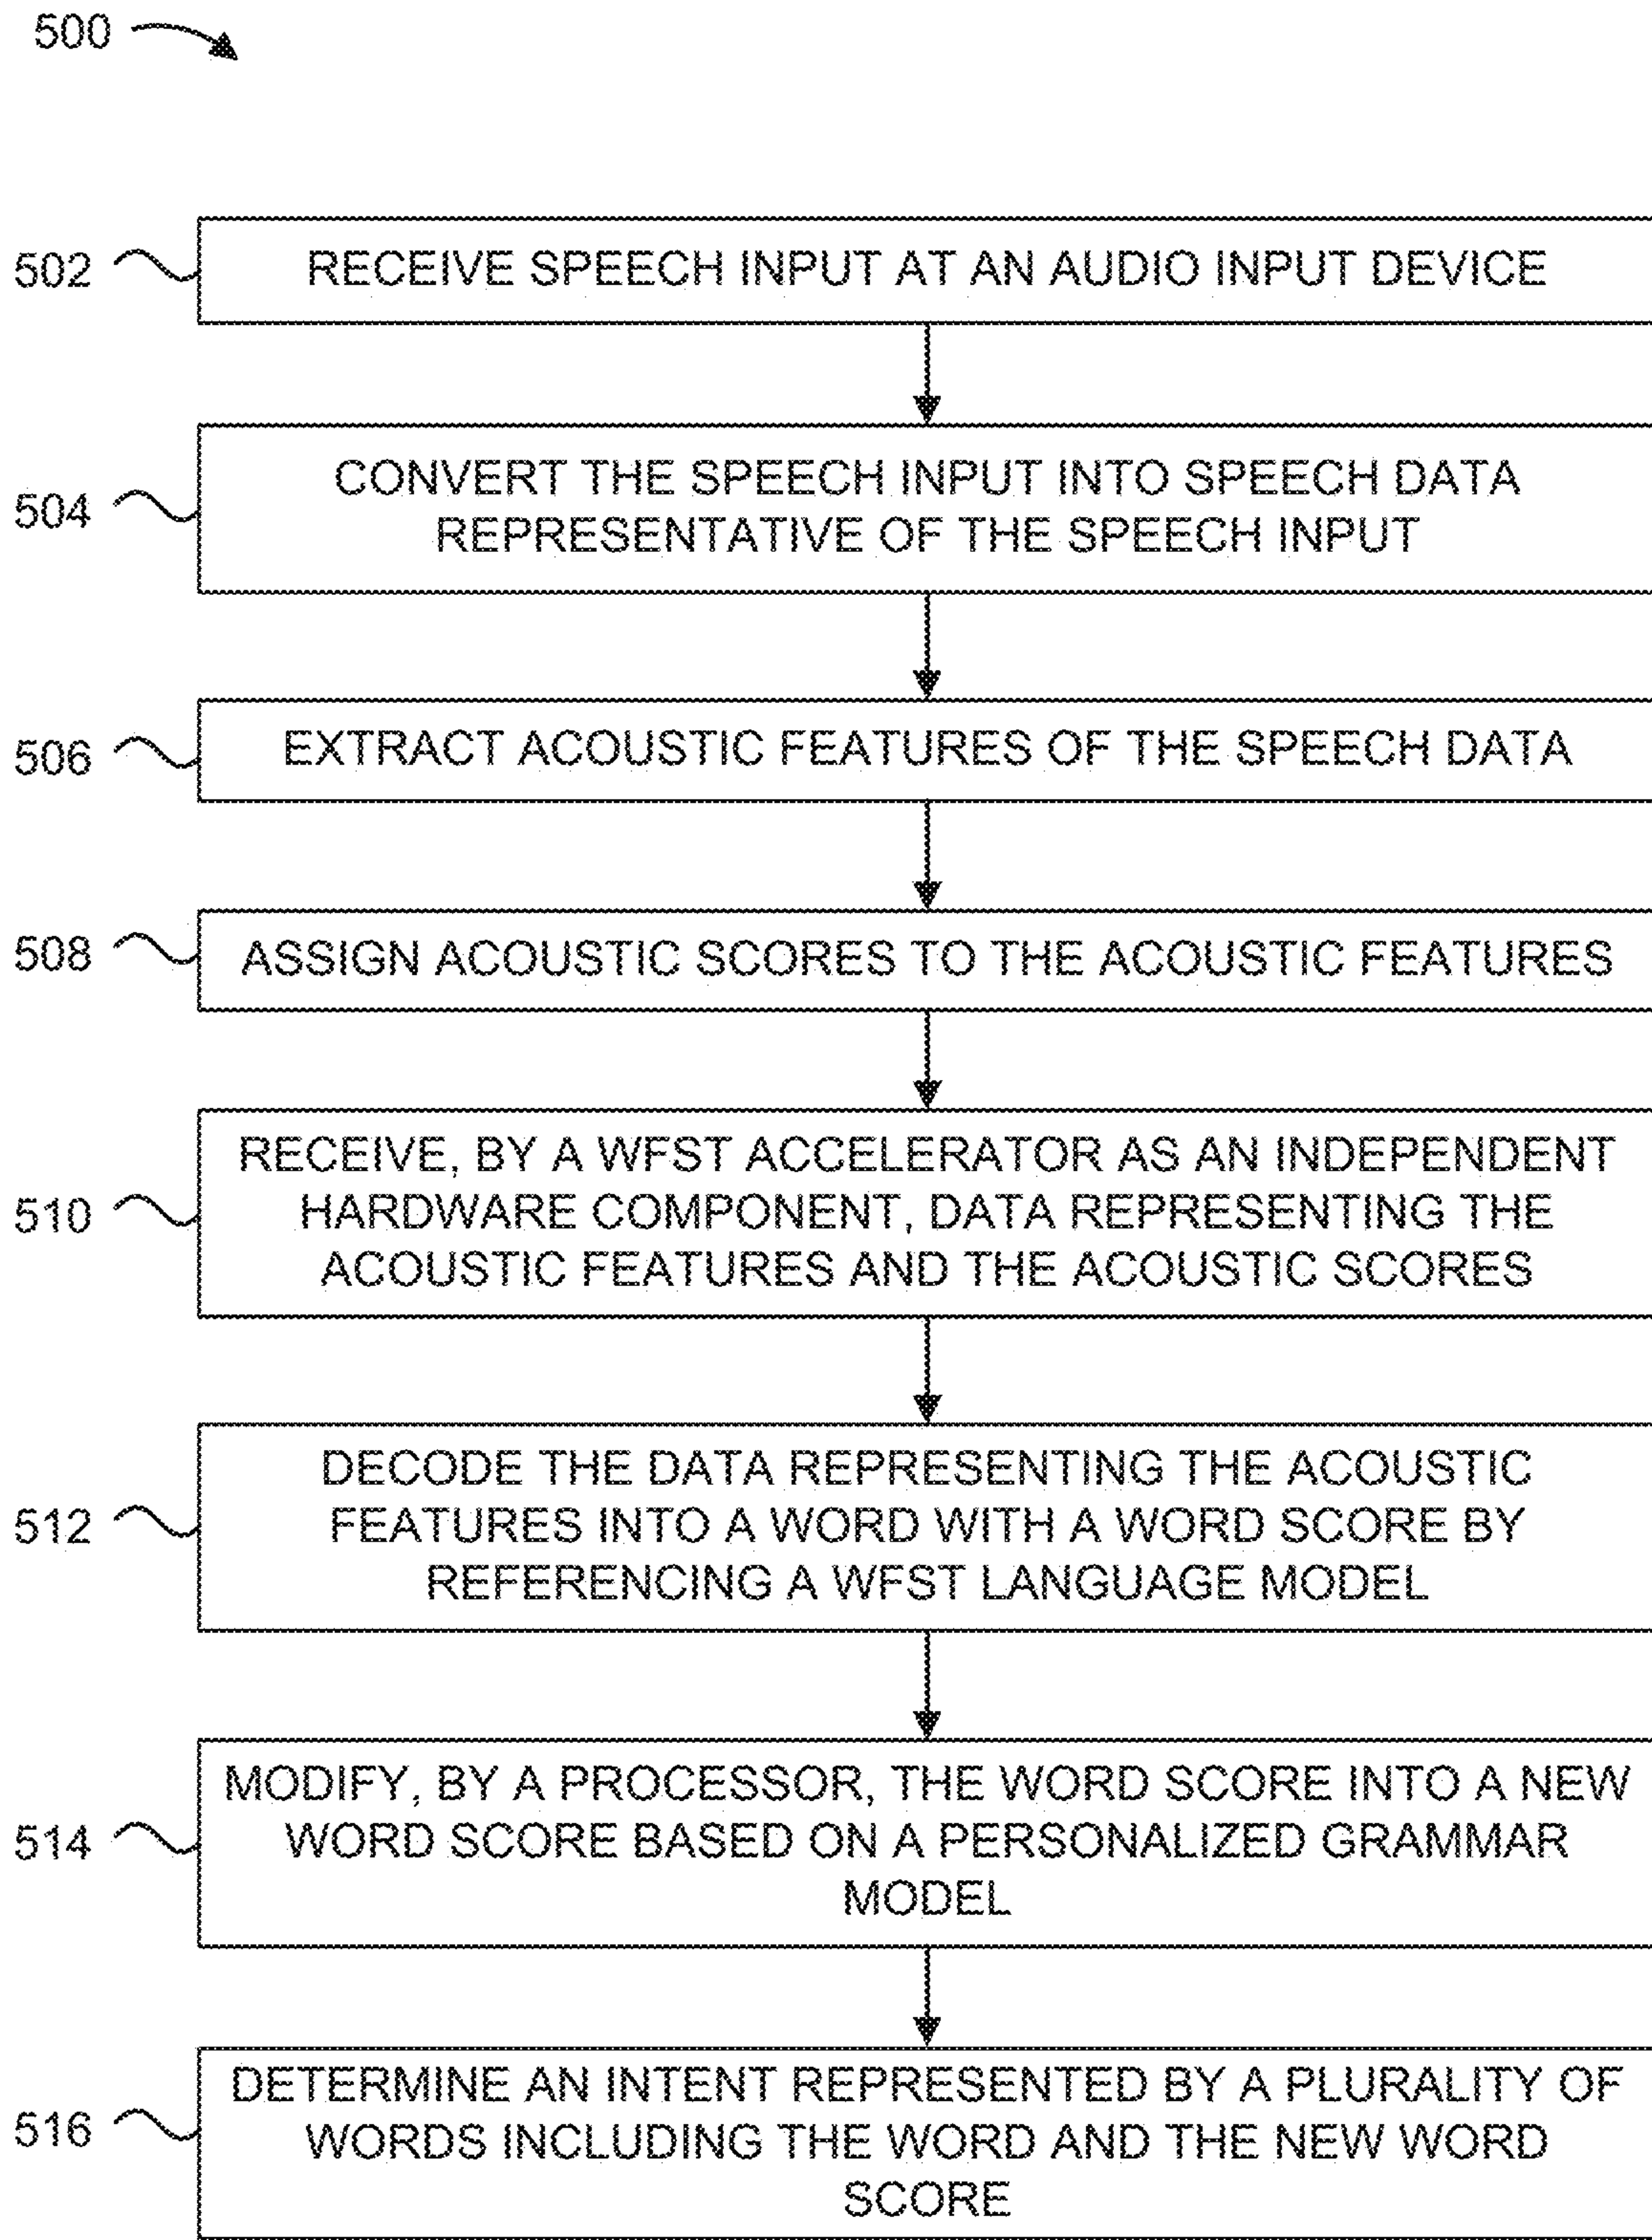 500
502
RECEIVE SPEECH INPUT AT AN AUDIO INPUT DEVICE
504
CONVERT THE SPEECH INPUT INTO SPEECH DATA
REPRESENTATIVE OF THE SPEECH INPUT
506
EXTRACT ACOUSTIC FEATURES OF THE SPEECH DATA
508
ASSIGN ACOUSTIC SCORES TO THE ACOUSTIC FEATURES
510
RECEIVE, BY A WFST ACCELERATOR AS AN INDEPENDENT
HARDWARE COMPONENT, DATA REPRESENTING THE
ACOUSTIC FEATURES AND THE ACOUSTIC SCORES
512
DECODE THE DATA REPRESENTING THE ACOUSTIC
FEATURES INTO A WORD WITH A WORD SCORE BY
REFERENCING A WFST LANGUAGE MODEL
514
MODIFY, BY A PROCESSOR, THE WORD SCORE INTO A NEW
WORD SCORE BASED ON A PERSONALIZED GRAMMAR
MODEL
516
DETERMINE AN INTENT REPRESENTED BY A PLURALITY OF
WORDS INCLUDING THE WORD AND THE NEW WORD
SCORE